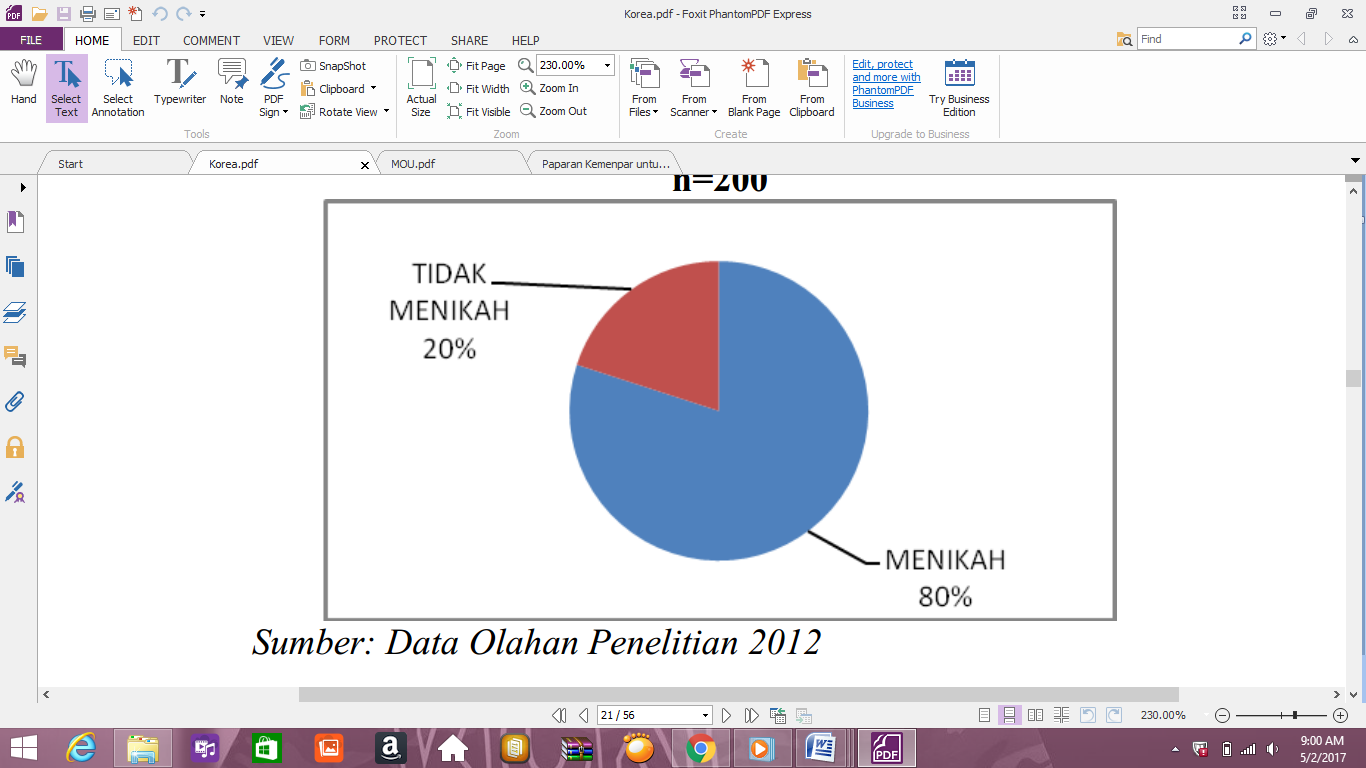 Korea.pdf - Foxit PhantomPDF Express
FILE HOME EDIT COMMENT VIEW FORM PROTECT SHARE HELP
Find
Hand
Select
Text
Select
Annotation
Typewriter
Note
PDF
Sign
SnapShot
Clipboard
Rotate View
Tools
Actual
Size
Fit Page
Fit Width
Fit Visible
230.00%
Zoom In
Zoom Out
Zoom
From
Files
From
Scanner
From
Blank Page
From
Clipboard
Create
Edit, protect
and more with
PhantomPDF
Business
Try Business
Edition
Upgrade to Business
Start
Korea.pdf
MOU.pdf
Paparan Kemenpar untu...
n=200
TIDAK
MENIKAH
20%
MENIKAH
80%
Sumber: Data Olahan Penelitian 2012
21 / 56
230.00%
9:00 AM
5/2/2017